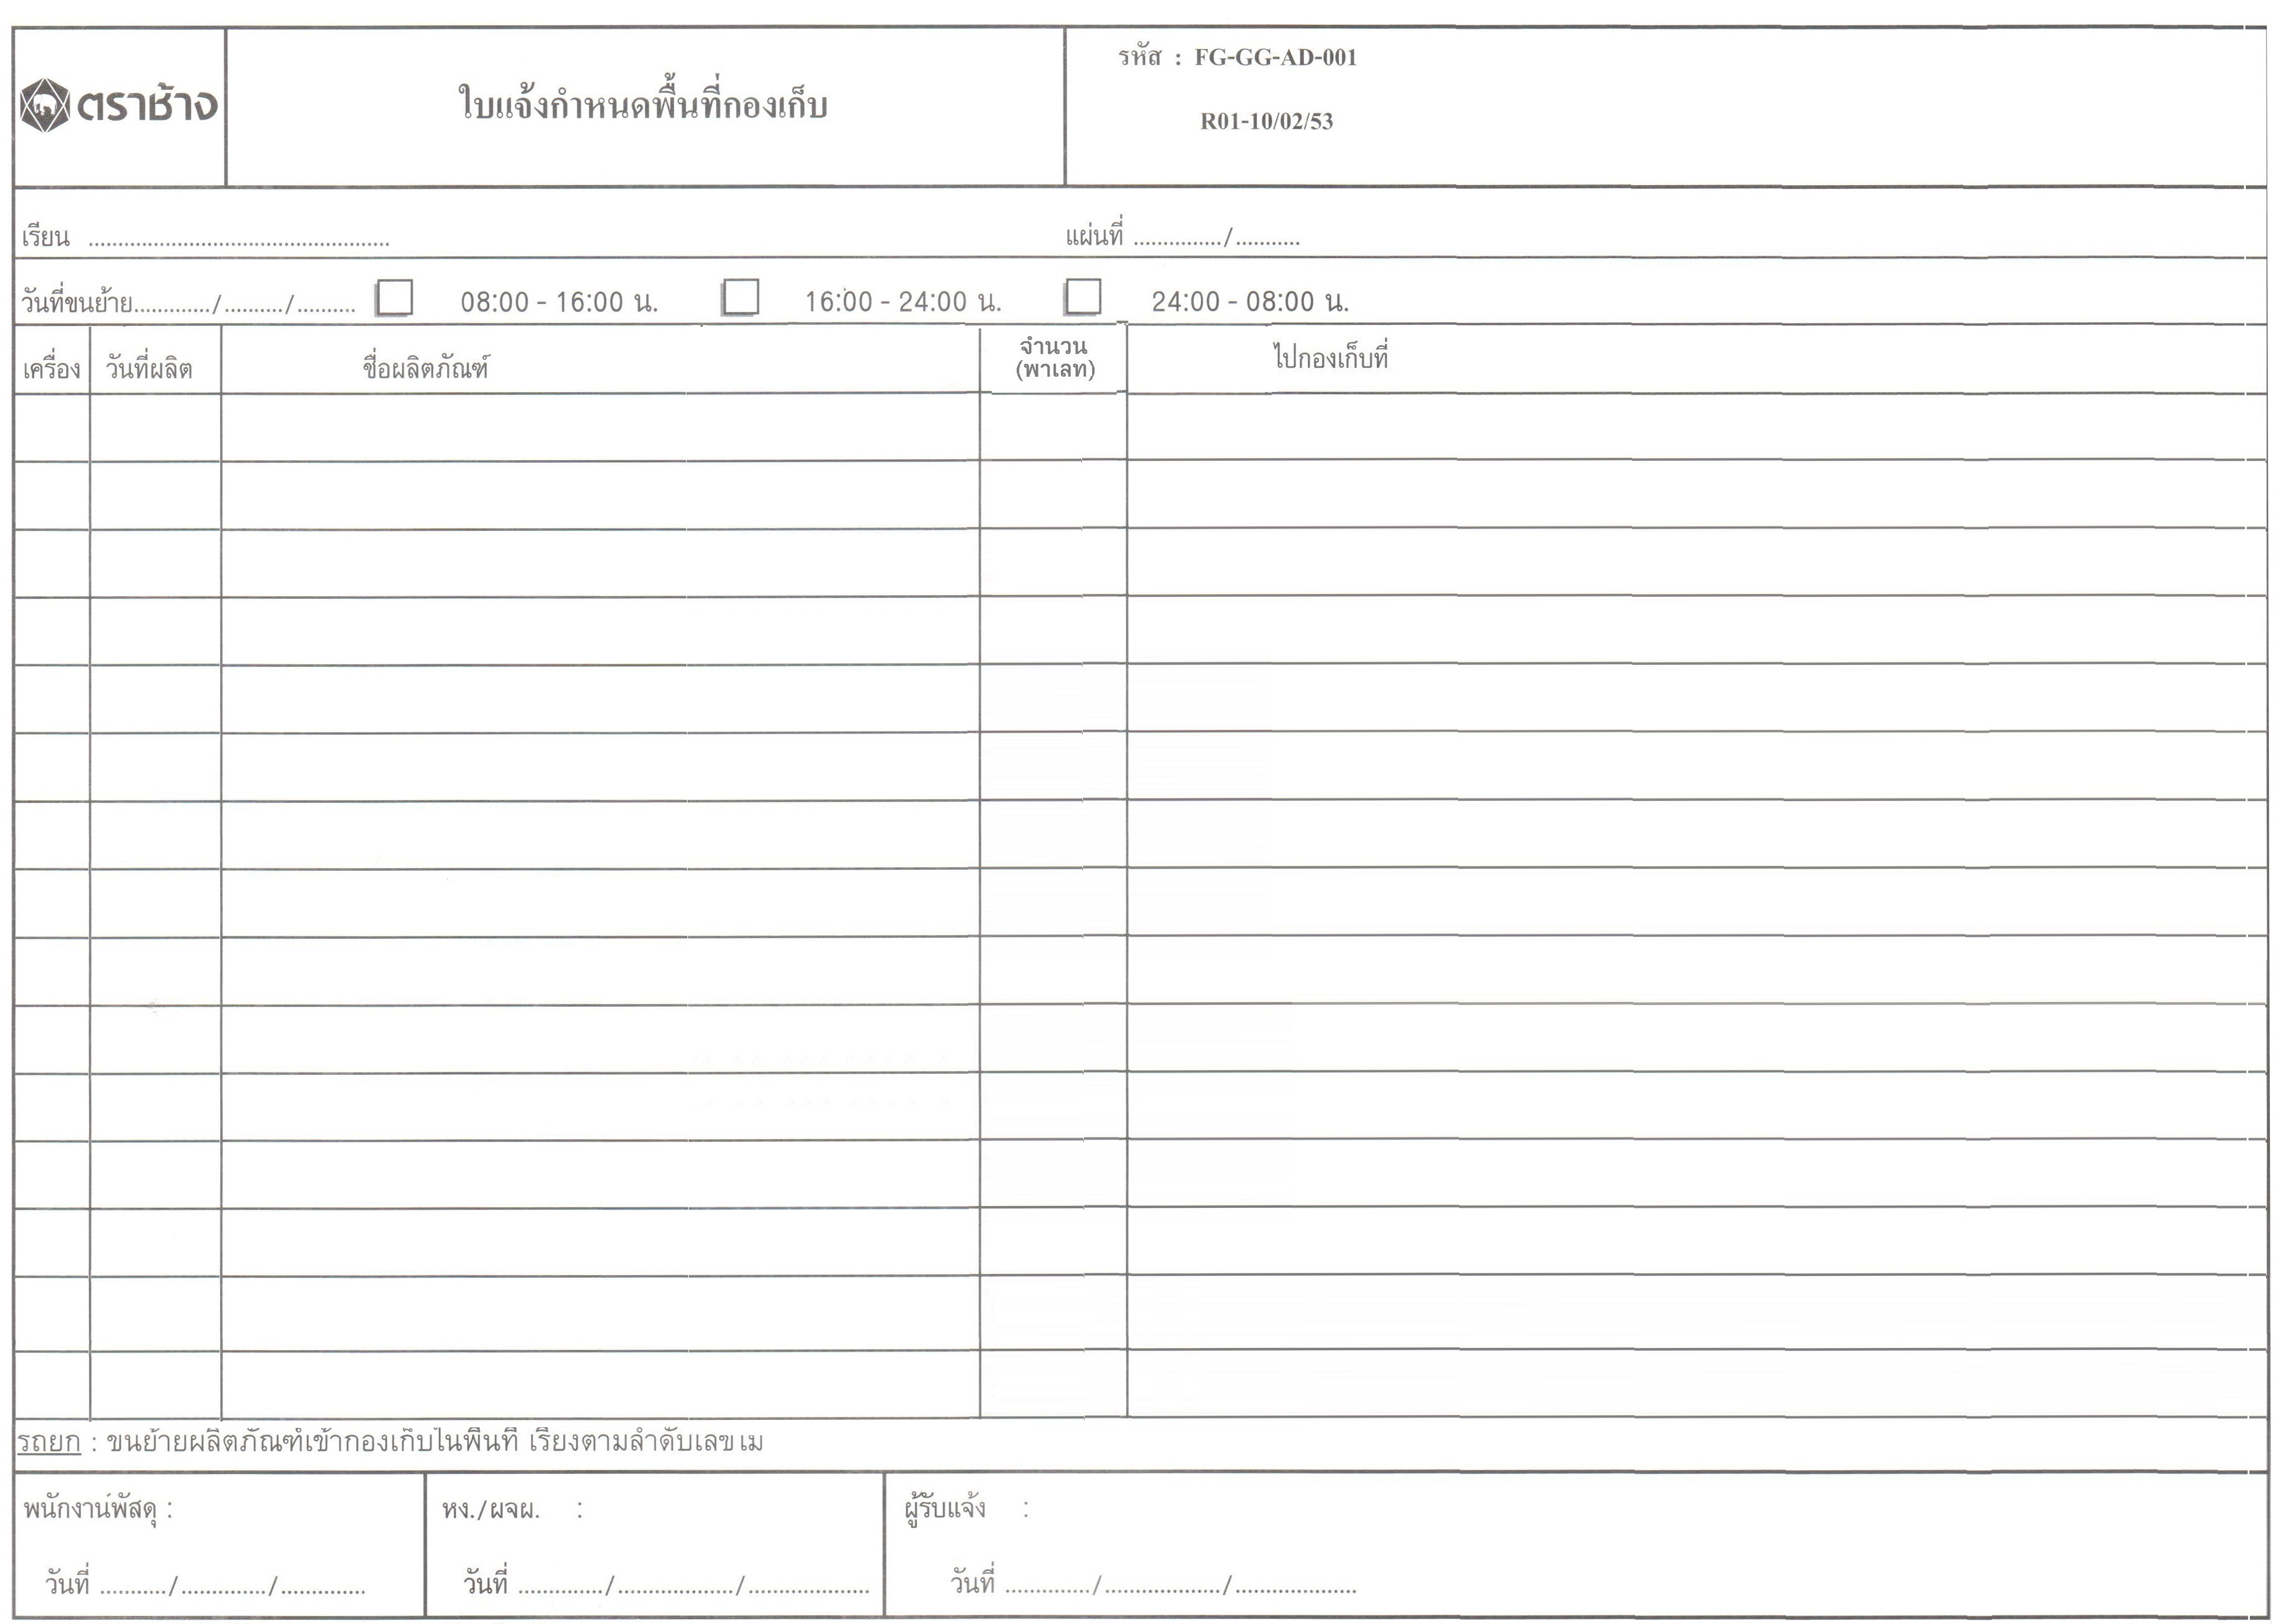 ตราช้าง
ใบแจ้งกำหนดพื้นที่กองเก็บ
รหัส : FG-GG-AD-001
R01-10/02/53
เรียน ................................................... แผ่นที่ .............../...........
วันที่ขนย้าย............./........../.......... 08:00 - 16:00 น. 16:00 - 24:00 น. 24:00 - 08:00 น.
เครื่อง วันที่ผลิต ชื่อผลิตภัณฑ์ จำนวน (พาเลท) ไปกองเก็บที่
รถยก : ขนย้ายผลิตภัณฑ์เข้ากองเก็บในพื้นที่ เรียงตามลำดับเลข เม
พนักงานพัสดุ : หง./ผจผ. : ผู้รับแจ้ง :
วันที่ .........../............../.............. วันที่ ............../..................../.................... วันที่ ............../..................../....................